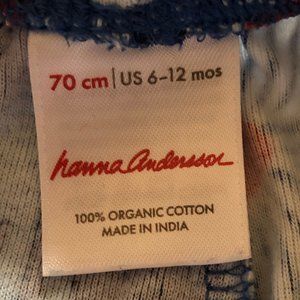 70 cm | US 6-12 mos
hanna andersson
100% ORGANIC COTTON
MADE IN INDIA